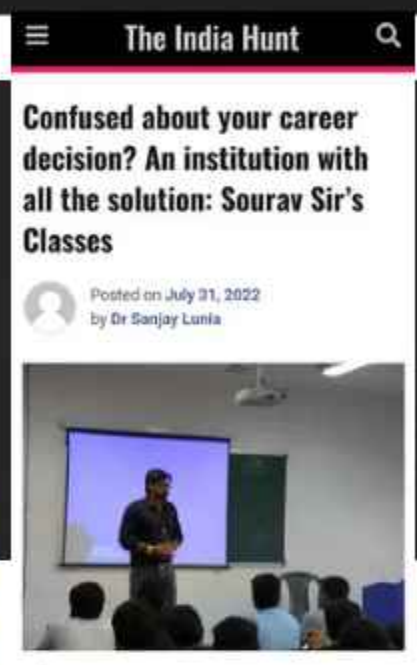 The India Hunt
Confused about your career
decision? An institution with
all the solution: Sourav Sir's
Classes
Posted on July 31, 2022
by Dr Sanjay Lunia